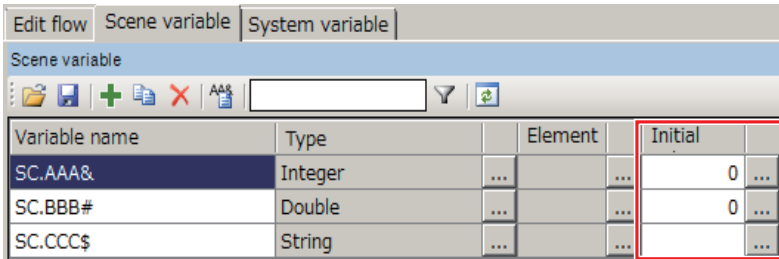 Edit flow Scene variable System variable
Scene variable
AA&
Variable name Type Element Initial
SC.AAA& Integer ... ... 0 ...
SC.BBB# Double ... ... 0 ...
SC.CCC$ String ... ... ...